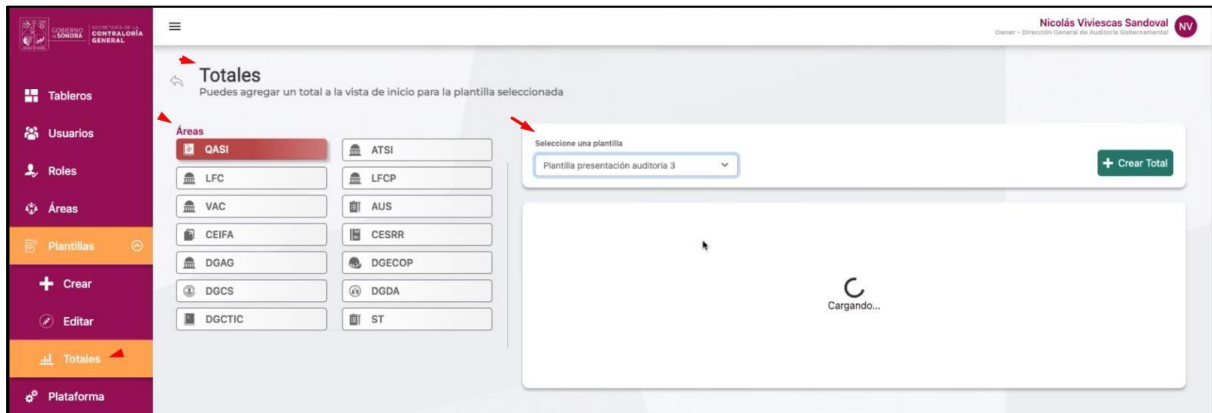 GOBIERNO
DE SONORA
SECRETARÍA DE LA
CONTRALORÍA
GENERAL
Nicolás Viviescas Sandoval
Owner - Dirección General de Auditoría Gubernamental
NV
Tableros
Usuarios
Roles
Áreas
Plantillas
Crear
Editar
Totales
Plataforma
Totales
Puedes agregar un total a la vista de inicio para la plantilla seleccionada
Áreas
QASI
ATSI
LFC
LFCP
VAC
AUS
CEIFA
CESRR
DGAG
DGECOP
DGCS
DGDA
DGCTIC
ST
Seleccione una plantilla
Plantilla presentación auditoria 3
Crear Total
Cargando...